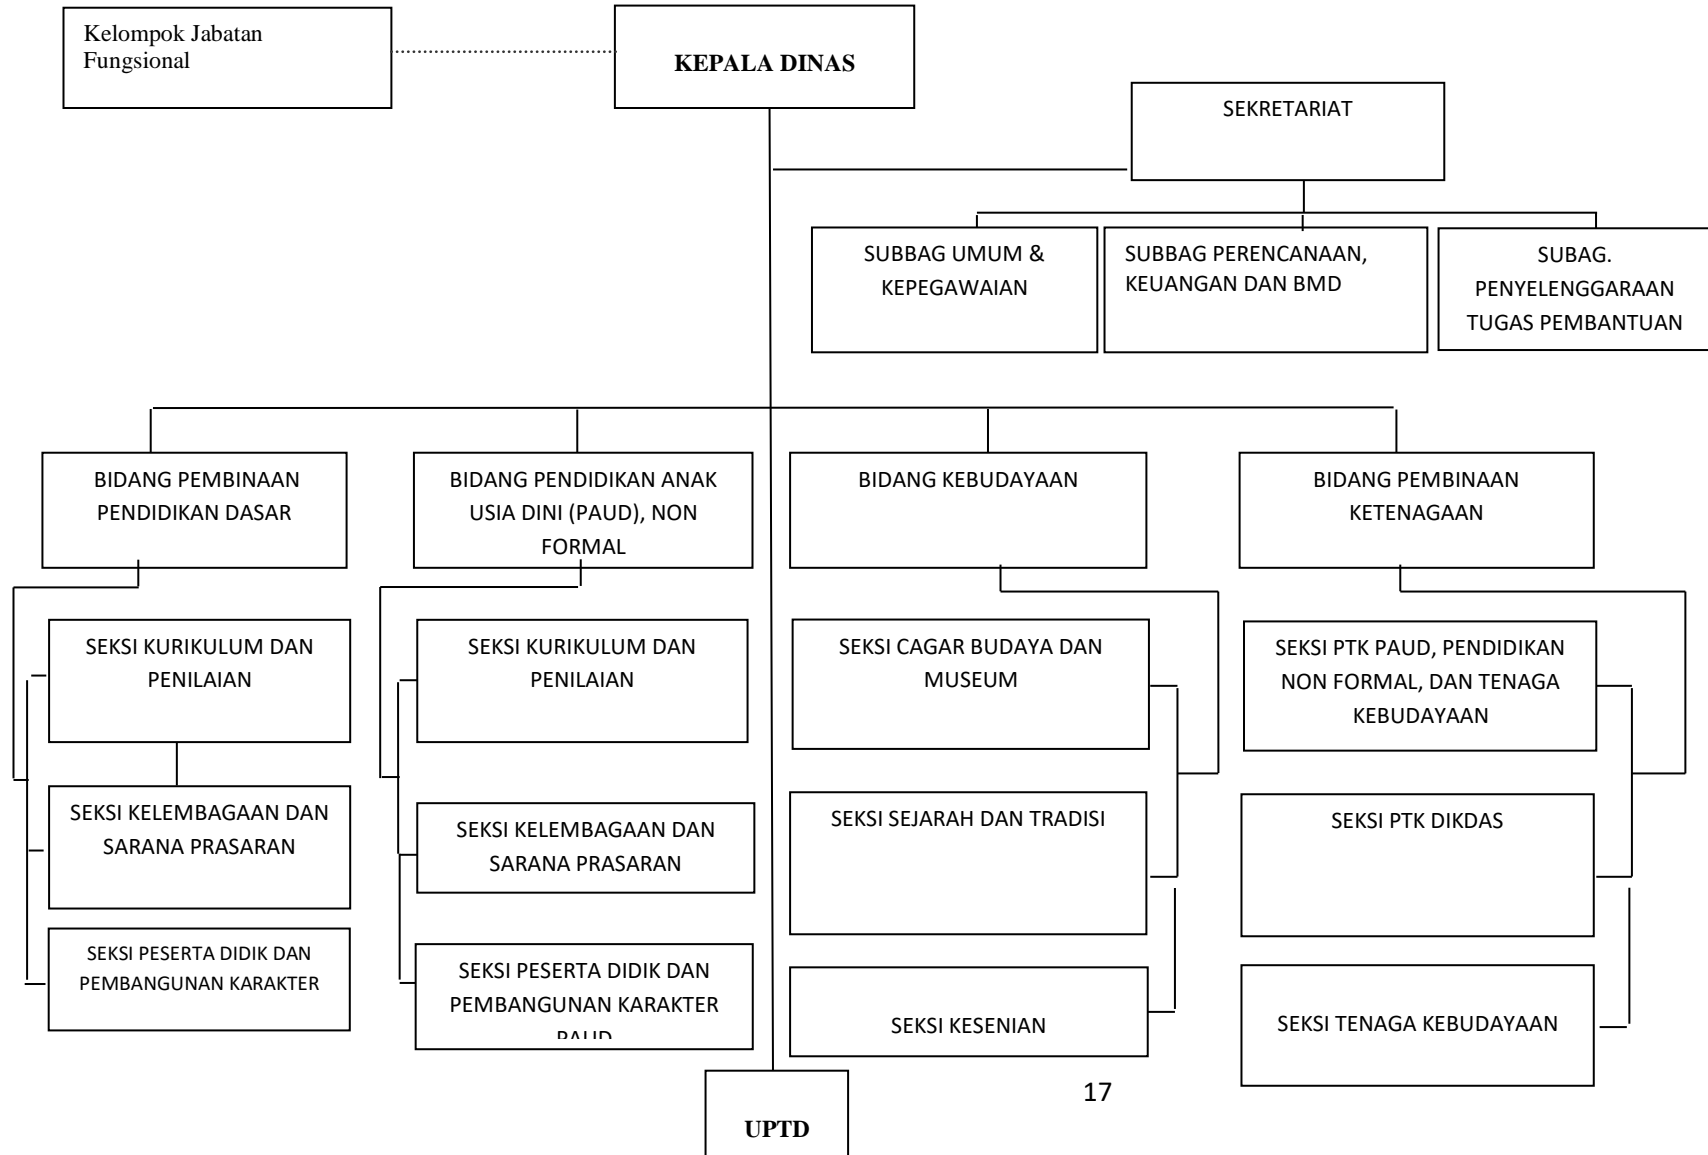 Kelompok Jabatan
Fungsional
KEPALA DINAS
SEKRETARIAT
SUBBAG UMUM &
KEPEGAWAIAN
SUBBAG PERENCANAAN,
KEUANGAN DAN BMD
SUBAG.
PENYELENGGARAAN
TUGAS PEMBANTUAN
BIDANG PEMBINAAN
PENDIDIKAN DASAR
BIDANG PENDIDIKAN ANAK
USIA DINI (PAUD), NON
FORMAL
BIDANG KEBUDAYAAN
BIDANG PEMBINAAN
KETENAGAAN
SEKSI KURIKULUM DAN
PENILAIAN
SEKSI KURIKULUM DAN
PENILAIAN
SEKSI CAGAR BUDAYA DAN
MUSEUM
SEKSI PTK PAUD, PENDIDIKAN
NON FORMAL, DAN TENAGA
KEBUDAYAAN
SEKSI KELEMBAGAAN DAN
SARANA PRASARAN
SEKSI KELEMBAGAAN DAN
SARANA PRASARAN
SEKSI SEJARAH DAN TRADISI
SEKSI PTK DIKDAS
SEKSI PESERTA DIDIK DAN
PEMBANGUNAN KARAKTER
SEKSI PESERTA DIDIK DAN
PEMBANGUNAN KARAKTER
PAUD
SEKSI KESENIAN
SEKSI TENAGA KEBUDAYAAN
17
UPTD